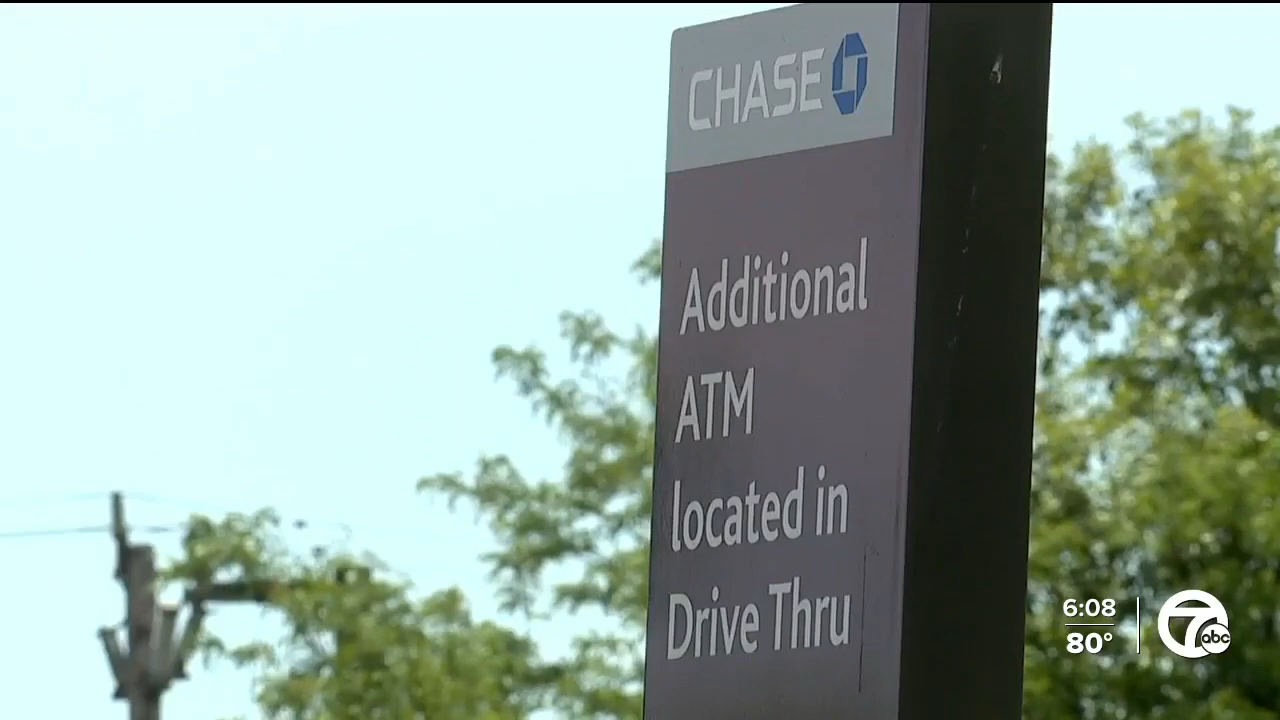 CHASE
Additional
ATM
located in
Drive Thru
6:08
80°
7 abc